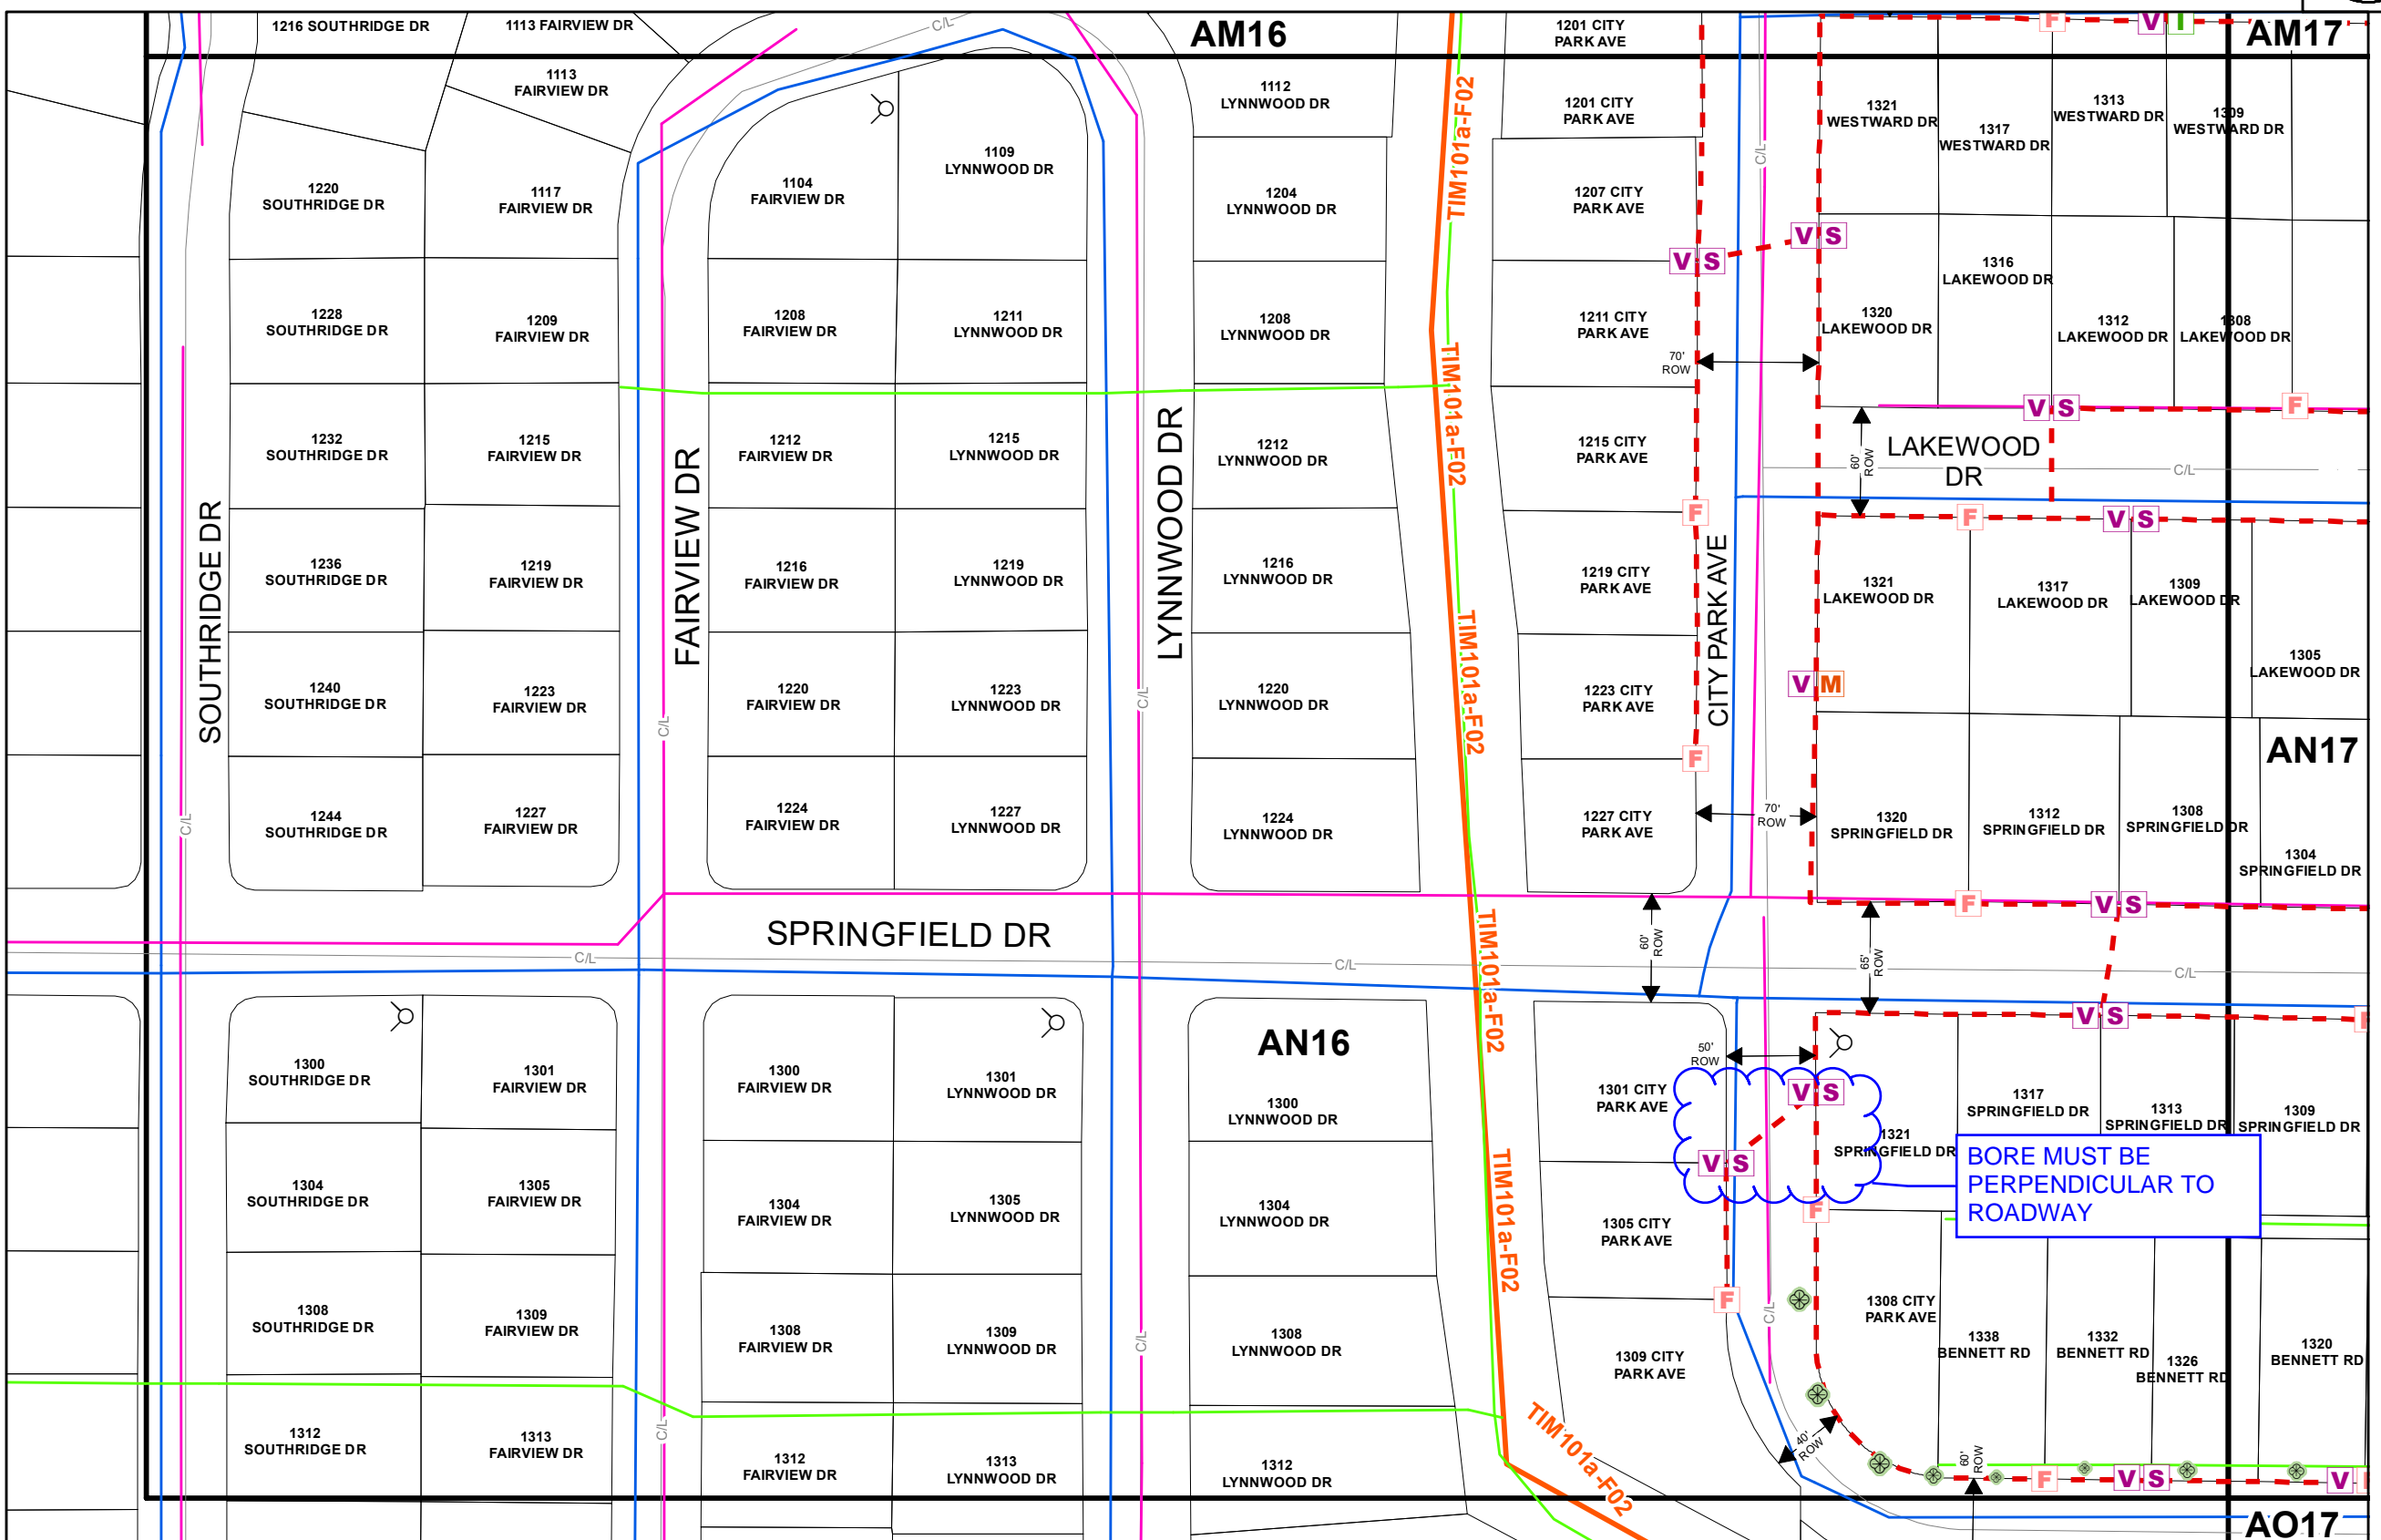 1216 SOUTHRIDGE DR
1113 FAIRVIEW DR
C/L
AM16
1201 CITY
PARK AVE
F
V T
AM17
1113
FAIRVIEW DR
1112
LYNNWOOD DR
TIM101a-F02
1201 CITY
PARK AVE
C/L
1321
WESTWARD DR
1317
WESTWARD DR
1313
WESTWARD DR
1309
WESTWARD DR
1220
SOUTHRIDGE DR
1117
FAIRVIEW DR
1104
FAIRVIEW DR
1109
LYNNWOOD DR
1204
LYNNWOOD DR
1207 CITY
PARK AVE
V S
V S
1228
SOUTHRIDGE DR
1209
FAIRVIEW DR
1208
FAIRVIEW DR
1211
LYNNWOOD DR
1208
LYNNWOOD DR
TIM101a-F02
1211 CITY
PARK AVE
70'
ROW
1320
LAKEWOOD DR
1316
LAKEWOOD DR
1312
LAKEWOOD DR
1308
LAKEWOOD DR
V S
F
1232
SOUTHRIDGE DR
1215
FAIRVIEW DR
1212
FAIRVIEW DR
1215
LYNNWOOD DR
1212
LYNNWOOD DR
1215 CITY
PARK AVE
60'
ROW
LAKEWOOD
DR
C/L
SOUTHRIDGE DR
FAIRVIEW DR
LYNNWOOD DR
CITY PARK AVE
F
F
V S
1236
SOUTHRIDGE DR
1219
FAIRVIEW DR
1216
FAIRVIEW DR
1219
LYNNWOOD DR
1216
LYNNWOOD DR
1219 CITY
PARK AVE
1321
LAKEWOOD DR
1317
LAKEWOOD DR
1309
LAKEWOOD DR
1305
LAKEWOOD DR
TIM101a-F02
1240
SOUTHRIDGE DR
1223
FAIRVIEW DR
C/L
1220
FAIRVIEW DR
1223
LYNNWOOD DR
C/L
1220
LYNNWOOD DR
1223 CITY
PARK AVE
V M
F
AN17
C/L
1244
SOUTHRIDGE DR
1227
FAIRVIEW DR
1224
FAIRVIEW DR
1227
LYNNWOOD DR
1224
LYNNWOOD DR
1227 CITY
PARK AVE
70'
ROW
1320
SPRINGFIELD DR
1312
SPRINGFIELD DR
1308
SPRINGFIELD DR
1304
SPRINGFIELD DR
F
V S
SPRINGFIELD DR
C/L
C/L
TIM101a-F02
60'
ROW
65'
ROW
C/L
V S
AN16
50'
ROW
1300
SOUTHRIDGE DR
1301
FAIRVIEW DR
1300
FAIRVIEW DR
1301
LYNNWOOD DR
1300
LYNNWOOD DR
1301 CITY
PARK AVE
V S
V S
1321
SPRINGFIELD DR
1317
SPRINGFIELD DR
1313
SPRINGFIELD DR
1309
SPRINGFIELD DR
BORE MUST BE
PERPENDICULAR TO
ROADWAY
1304
SOUTHRIDGE DR
1305
FAIRVIEW DR
1304
FAIRVIEW DR
1305
LYNNWOOD DR
1304
LYNNWOOD DR
TIM101a-F02
1305 CITY
PARK AVE
F
F
1308
SOUTHRIDGE DR
1309
FAIRVIEW DR
1308
FAIRVIEW DR
1309
LYNNWOOD DR
C/L
1308
LYNNWOOD DR
1309 CITY
PARK AVE
C/L
1308 CITY
PARK AVE
1338
BENNETT RD
1332
BENNETT RD
1326
BENNETT RD
1320
BENNETT RD
1312
SOUTHRIDGE DR
1313
FAIRVIEW DR
C/L
1312
FAIRVIEW DR
1313
LYNNWOOD DR
1312
LYNNWOOD DR
TIM101a-F02
40'
ROW
60'
ROW
F
V S
V
AO17